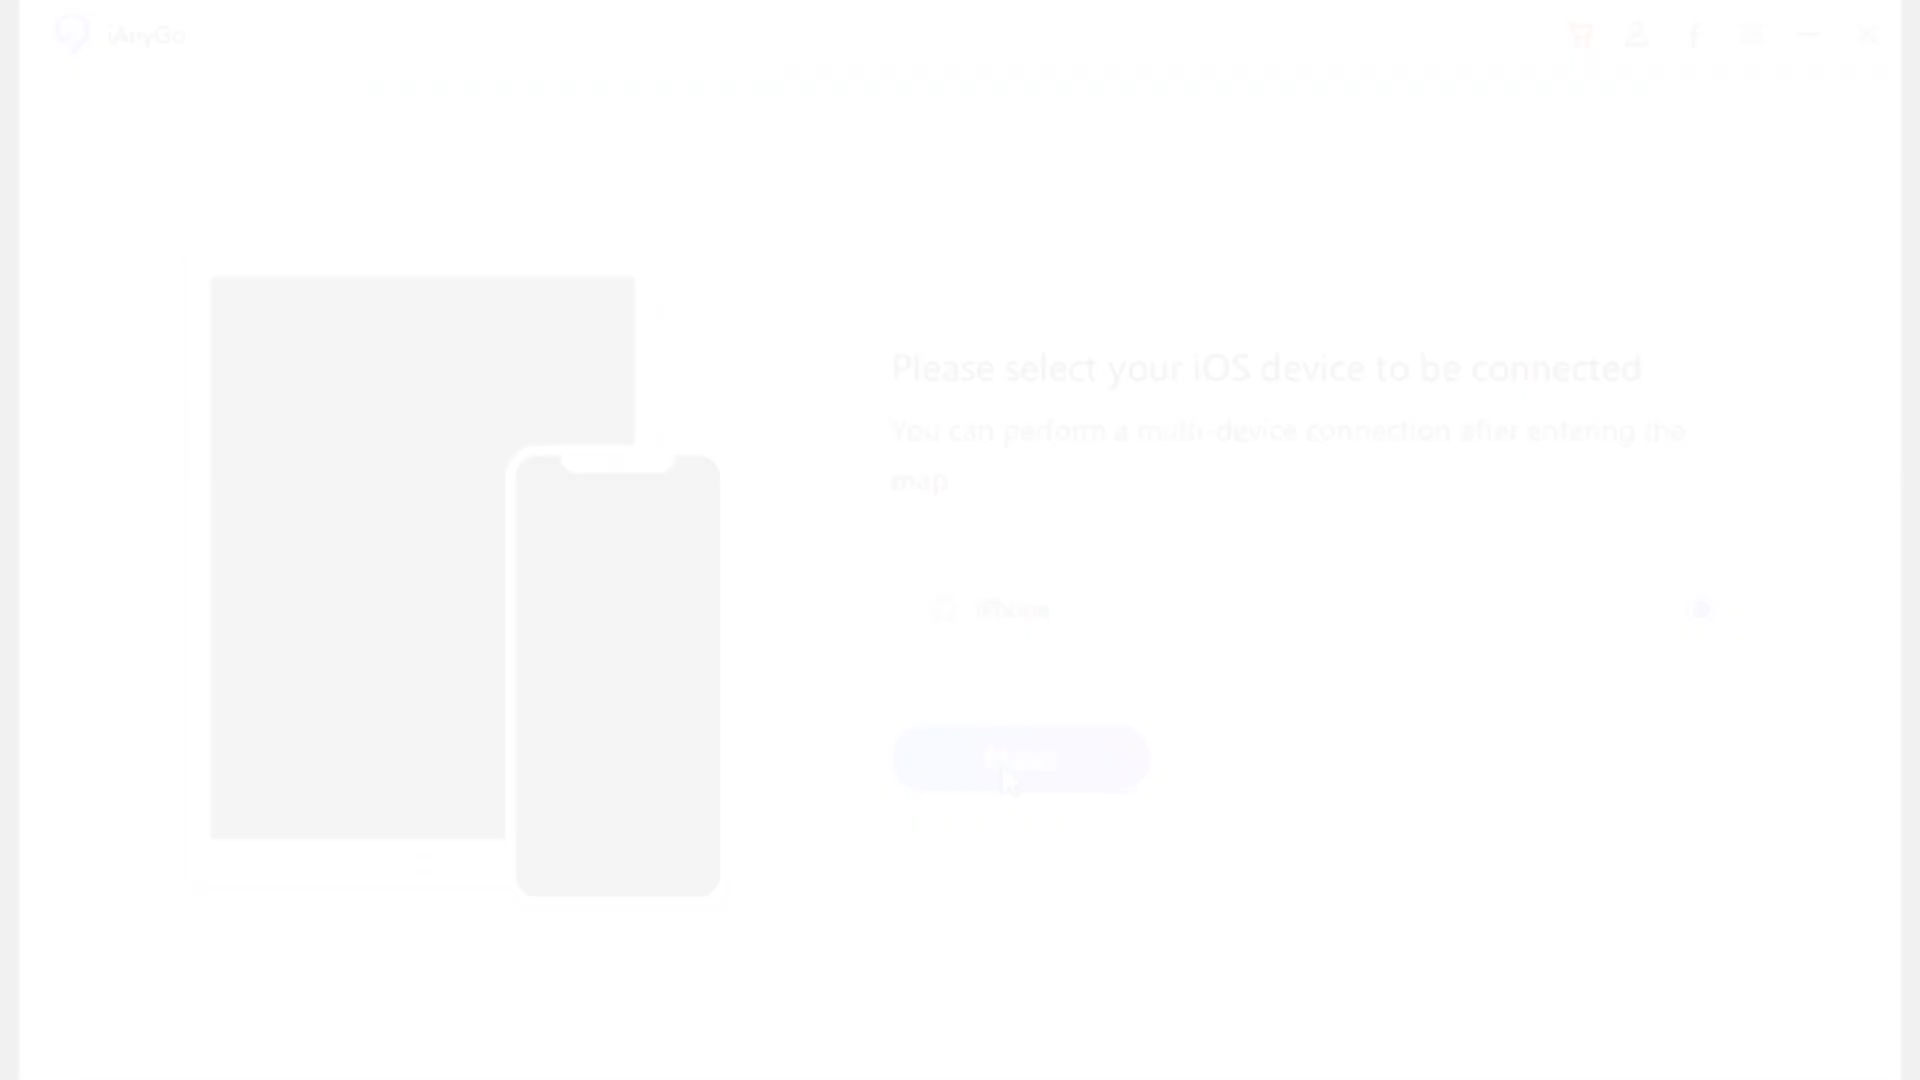 iAnyGo
Please select your iOS device to be connected
You can perform a multi-device connection after entering the
map
iPhone